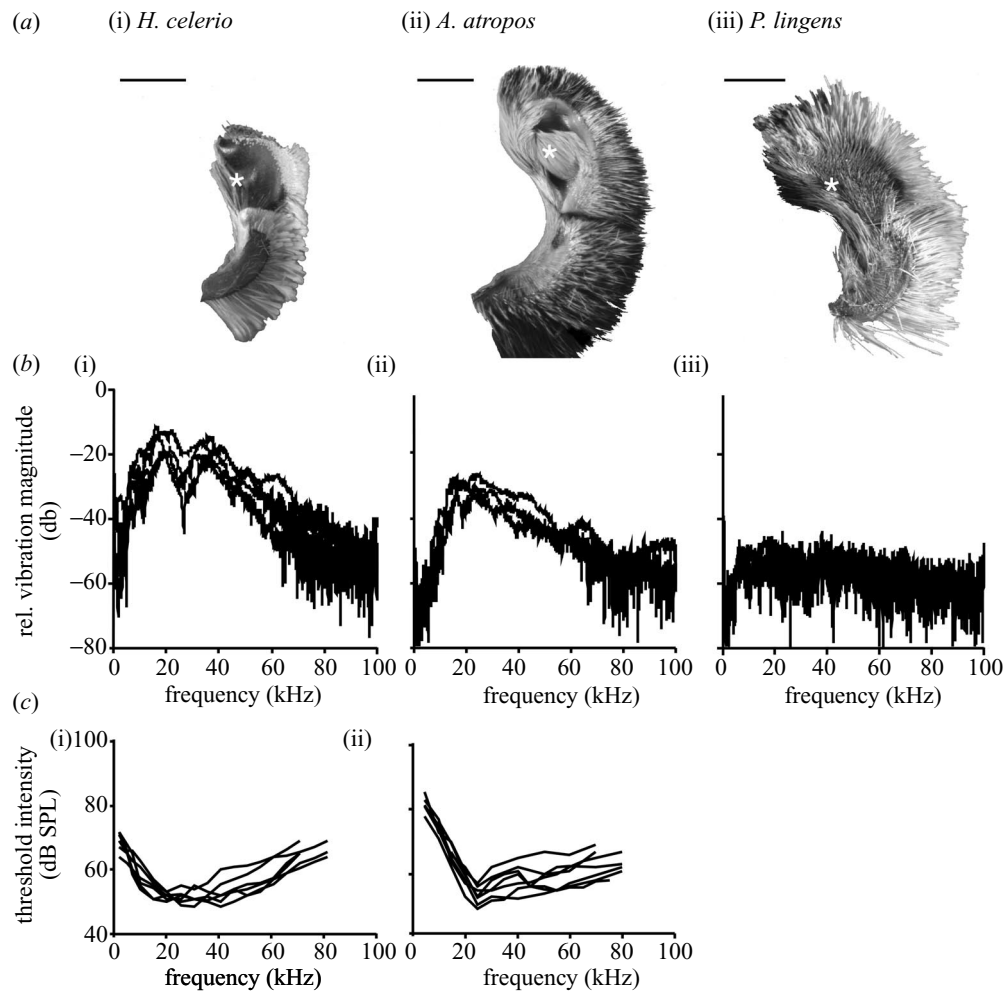 (a) (i) H. celerio (ii) A. atropos (iii) P. lingens
* * *
(b) (i) (ii) (iii)
rel. vibration magnitude
(db)
0
−20
−40
−60
−80
0 20 40 60 80 100 0 20 40 60 80 100 0 20 40 60 80 100
frequency (kHz) frequency (kHz) frequency (kHz)
(c) (i) (ii)
threshold intensity
(dB SPL)
100
80
60
40
0 20 40 60 80 100 0 20 40 60 80 100
frequency (kHz) frequency (kHz)